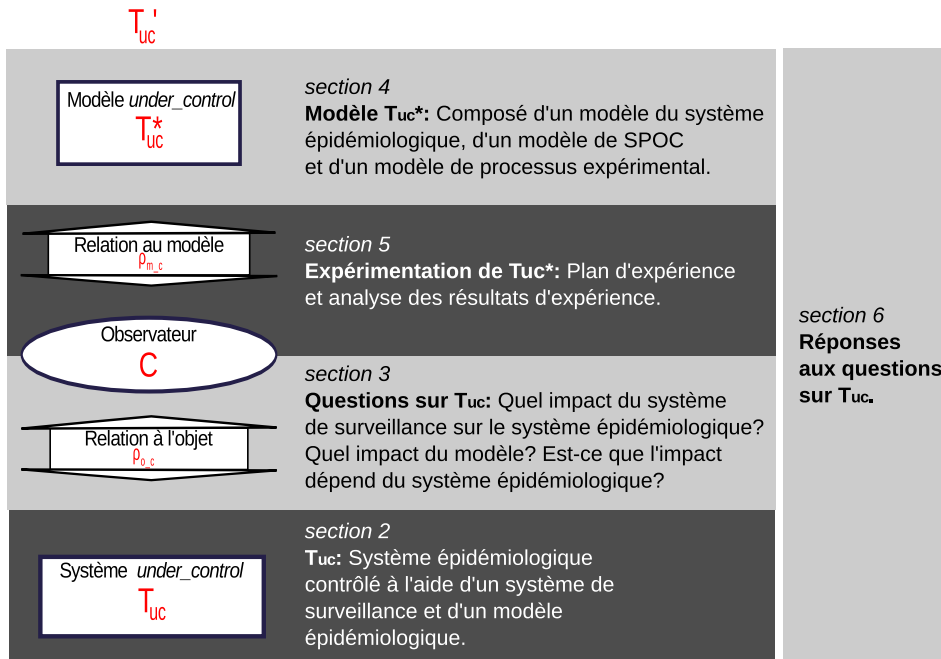 Tuc'
Modèle under_control
Tuc*
section 4
Modèle Tuc*: Composé d'un modèle du système
épidémiologique, d'un modèle de SPOC
et d'un modèle de processus expérimental.
Relation au modèle
ρm_c
section 5
Expérimentation de Tuc*: Plan d'expérience
et analyse des résultats d'expérience.
Observateur
C
section 3
Questions sur Tuc: Quel impact du système
de surveillance sur le système épidémiologique?
Quel impact du modèle? Est-ce que l'impact
dépend du système épidémiologique?
Relation à l'objet
ρo_c
section 2
Tuc: Système épidémiologique
contrôlé à l'aide d'un système de
surveillance et d'un modèle
épidémiologique.
Système under_control
Tuc
section 6
Réponses
aux questions
sur Tuc.